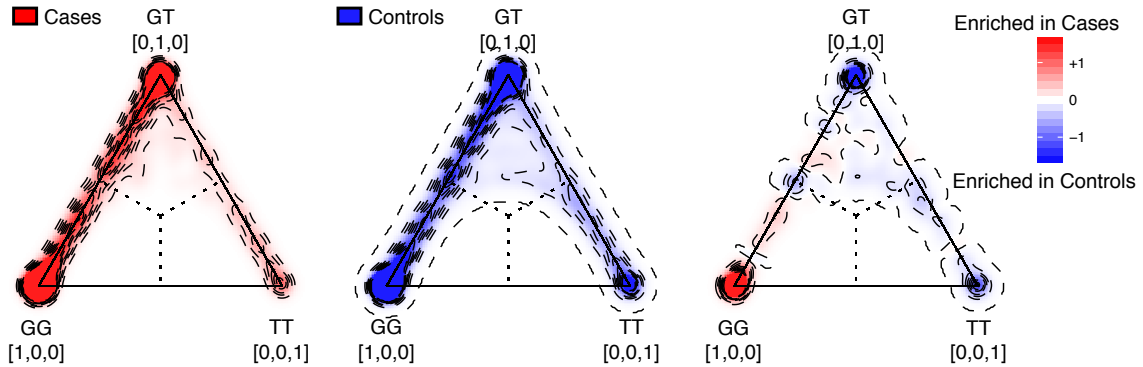 Cases
GT
[0,1,0]
GG
[1,0,0]
TT
[0,0,1]
Controls
GT
[0,1,0]
GG
[1,0,0]
TT
[0,0,1]
GT
[0,1,0]
GG
[1,0,0]
TT
[0,0,1]
Enriched in Cases
+1
0
−1
Enriched in Controls